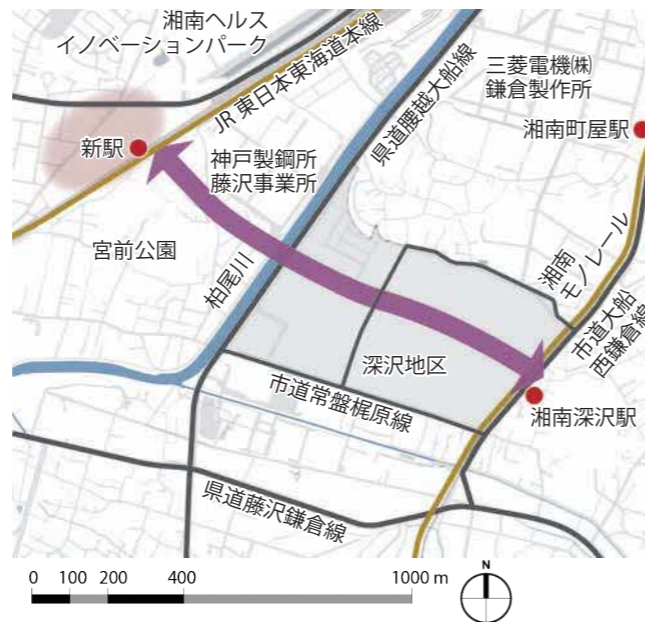 湘南ヘルス
イノベーションパーク
JR 東日本東海道本線
県道腰越大船線
三菱電機㈱
鎌倉製作所
湘南町屋駅
新駅
神戸製鋼所
藤沢事業所
宮前公園
柏尾川
湘南
モノレール
市道大船
西鎌倉線
深沢地区
市道常盤梶原線
湘南深沢駅
県道藤沢鎌倉線
0 100 200 400 1000 m
N